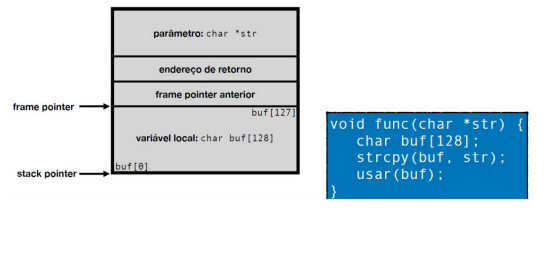 parâmetro: char *str
endereço de retorno
frame pointer anterior
frame pointer
buf[127]
variável local: char buf[128]
buf[0]
stack pointer
void func(char *str) {
char buf[128];
strcpy(buf, str);
usar(buf);
}